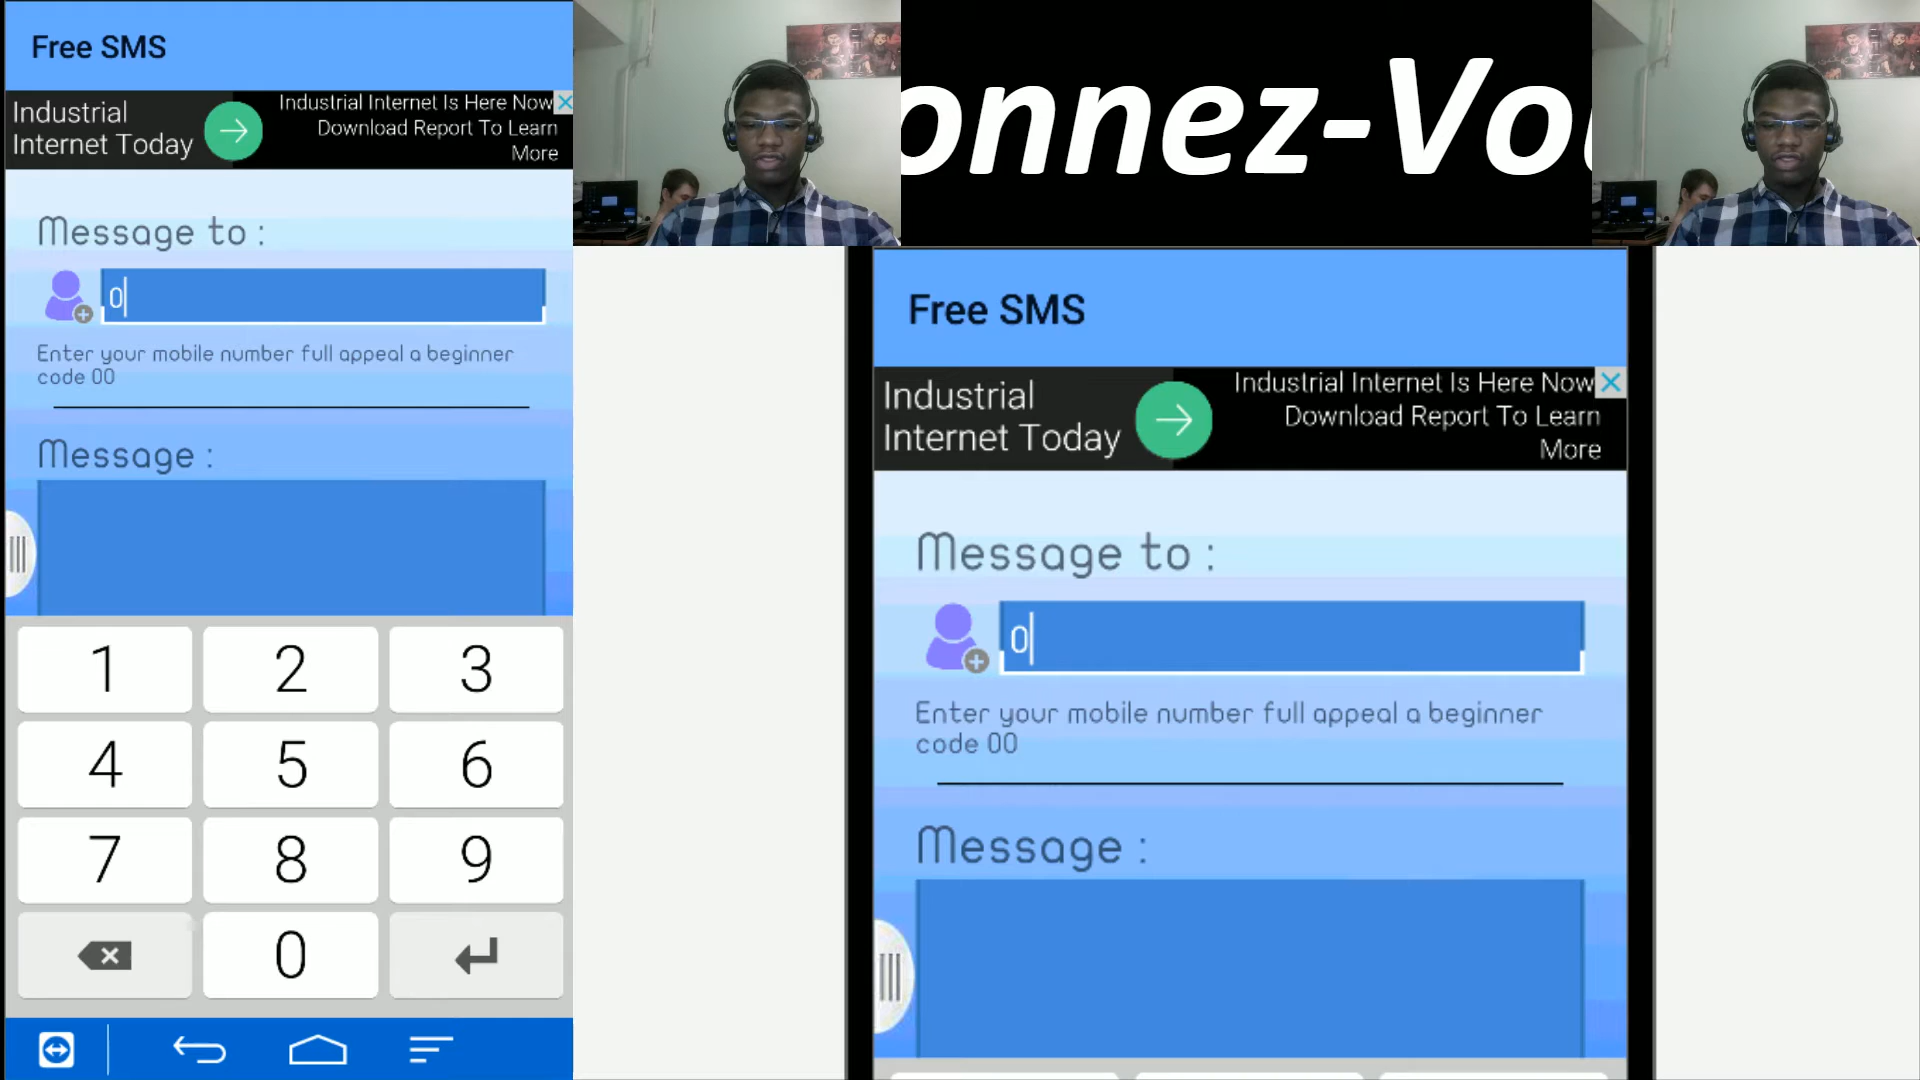 Free SMS
Industrial
Internet Today
Industrial Internet Is Here Now
Download Report To Learn
More
Message to :
0
Enter your mobile number full appeal a beginner
code 00
Message :
1 2 3
4 5 6
7 8 9
0
onnez-Vou
Free SMS
Industrial
Internet Today
Industrial Internet Is Here Now
Download Report To Learn
More
Message to :
0
Enter your mobile number full appeal a beginner
code 00
Message :